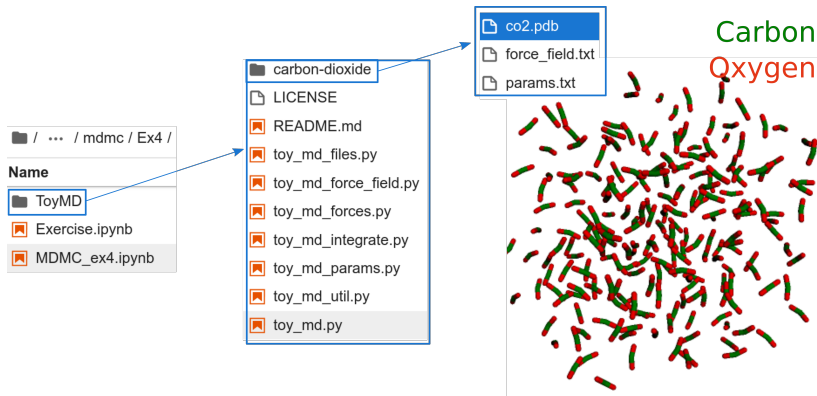 / ··· / mdmc / Ex4 /
Name
ToyMD
Exercise.ipynb
MDMC_ex4.ipynb
carbon-dioxide
LICENSE
README.md
toy_md_files.py
toy_md_force_field.py
toy_md_forces.py
toy_md_integrate.py
toy_md_params.py
toy_md_util.py
toy_md.py
co2.pdb
force_field.txt
params.txt
Carbon
Oxygen